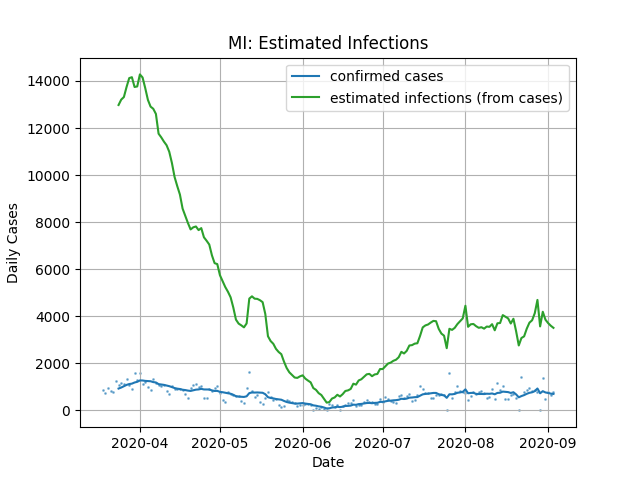 MI: Estimated Infections
confirmed cases
estimated infections (from cases)
Daily Cases
14000
12000
10000
8000
6000
4000
2000
0
2020-04 2020-05 2020-06 2020-07 2020-08 2020-09
Date